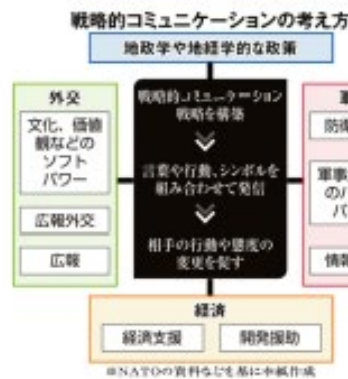 戦略的コミュニケーションの考え方
地政学や地経学的な政策
外交
文化、価値
観などの
ソフト
パワー
広報外交
広報
戦略的コミュニケーション
戦略を構築
言葉や行動、シンボルを
組み合わせて発信
相手の行動や態度の
変更を促す
防衛
軍事
のハ
パ
情報
経済
経済支援
開発援助
※NATOの資料などを基に本紙作成